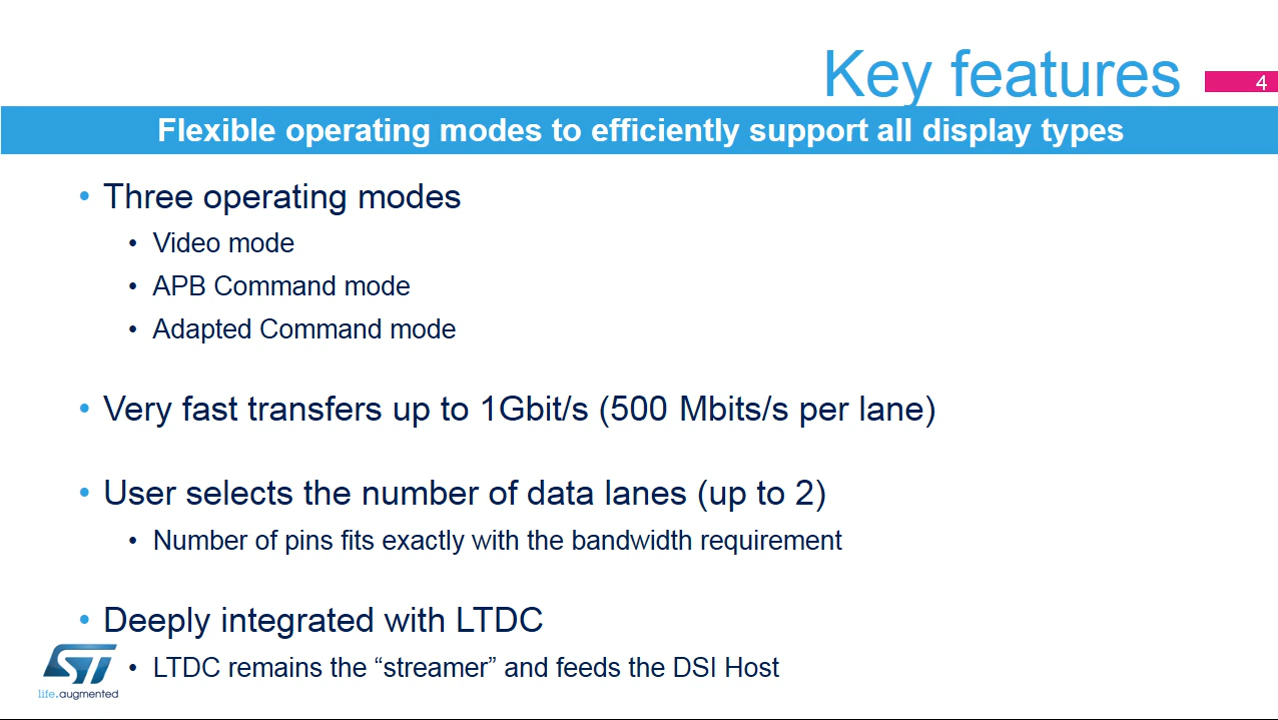 Key features
4
Flexible operating modes to efficiently support all display types
• Three operating modes
• Video mode
• APB Command mode
• Adapted Command mode
• Very fast transfers up to 1Gbit/s (500 Mbits/s per lane)
• User selects the number of data lanes (up to 2)
• Number of pins fits exactly with the bandwidth requirement
• Deeply integrated with LTDC
• LTDC remains the “streamer” and feeds the DSI Host
ST
life.augmented